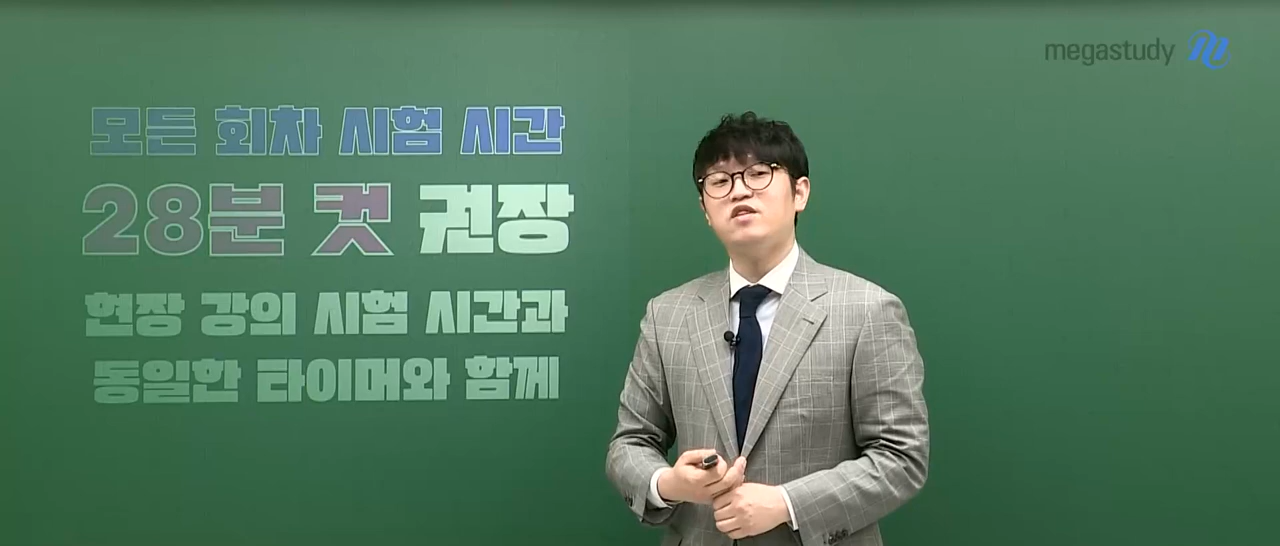 megastudy
모든 회차 시험 시간
28분 컷 권장
현장 강의 시험 시간과
동일한 타이머와 함께